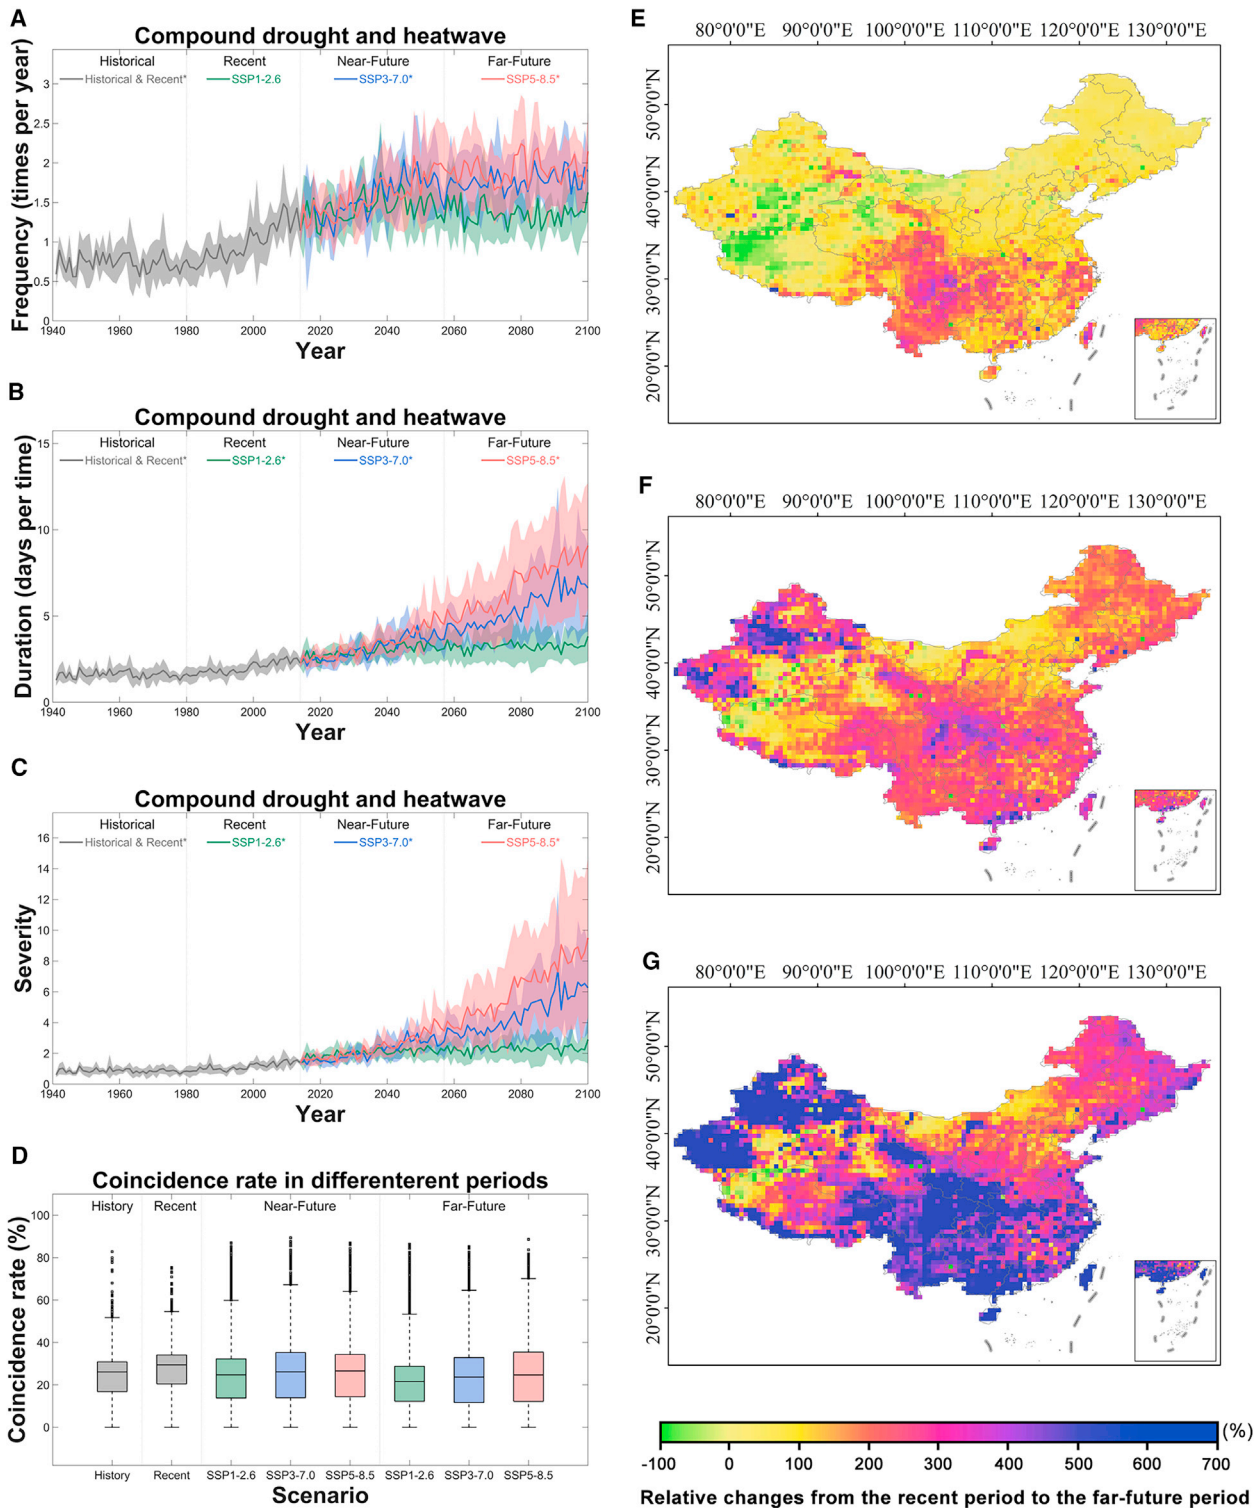 A
Compound drought and heatwave
Historical Recent Near-Future Far-Future
Historical & Recent* SSP1-2.6 SSP3-7.0* SSP5-8.5*
Frequency (times per year)
3
2.5
2
1.5
1
0.5
0
1940 1960 1980 2000 2020 2040 2060 2080 2100
Year
B
Compound drought and heatwave
Historical Recent Near-Future Far-Future
Historical & Recent* SSP1-2.6* SSP3-7.0* SSP5-8.5*
Duration (days per time)
15
10
5
0
1940 1960 1980 2000 2020 2040 2060 2080 2100
Year
C
Compound drought and heatwave
Historical Recent Near-Future Far-Future
Historical & Recent* SSP1-2.6* SSP3-7.0* SSP5-8.5*
Severity
16
14
12
10
8
6
4
2
0
1940 1960 1980 2000 2020 2040 2060 2080 2100
Year
D
Coincidence rate in differenterent periods
History Recent Near-Future Far-Future
Coincidence rate (%)
100
80
60
40
20
0
History Recent SSP1-2.6 SSP3-7.0 SSP5-8.5 SSP1-2.6 SSP3-7.0 SSP5-8.5
Scenario
E
80°0'0"E 90°0'0"E 100°0'0"E 110°0'0"E 120°0'0"E 130°0'0"E
50°0'0"N
40°0'0"N
30°0'0"N
20°0'0"N
F
80°0'0"E 90°0'0"E 100°0'0"E 110°0'0"E 120°0'0"E 130°0'0"E
50°0'0"N
40°0'0"N
30°0'0"N
20°0'0"N
G
80°0'0"E 90°0'0"E 100°0'0"E 110°0'0"E 120°0'0"E 130°0'0"E
50°0'0"N
40°0'0"N
30°0'0"N
20°0'0"N
(%)
-100 0 100 200 300 400 500 600 700
Relative changes from the recent period to the far-future period